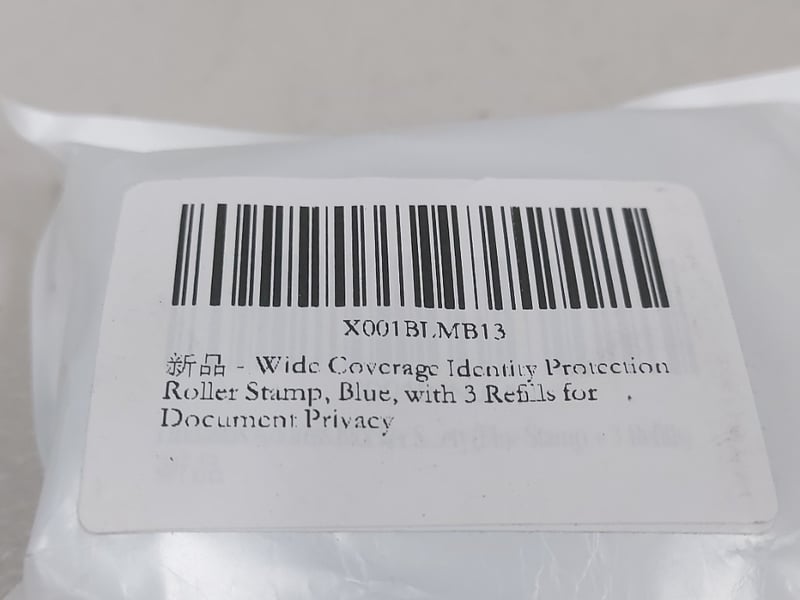 X001BLMB13
新品 - Wide Coverage Identity Protection
Roller Stamp, Blue, with 3 Refills for
Document Privacy